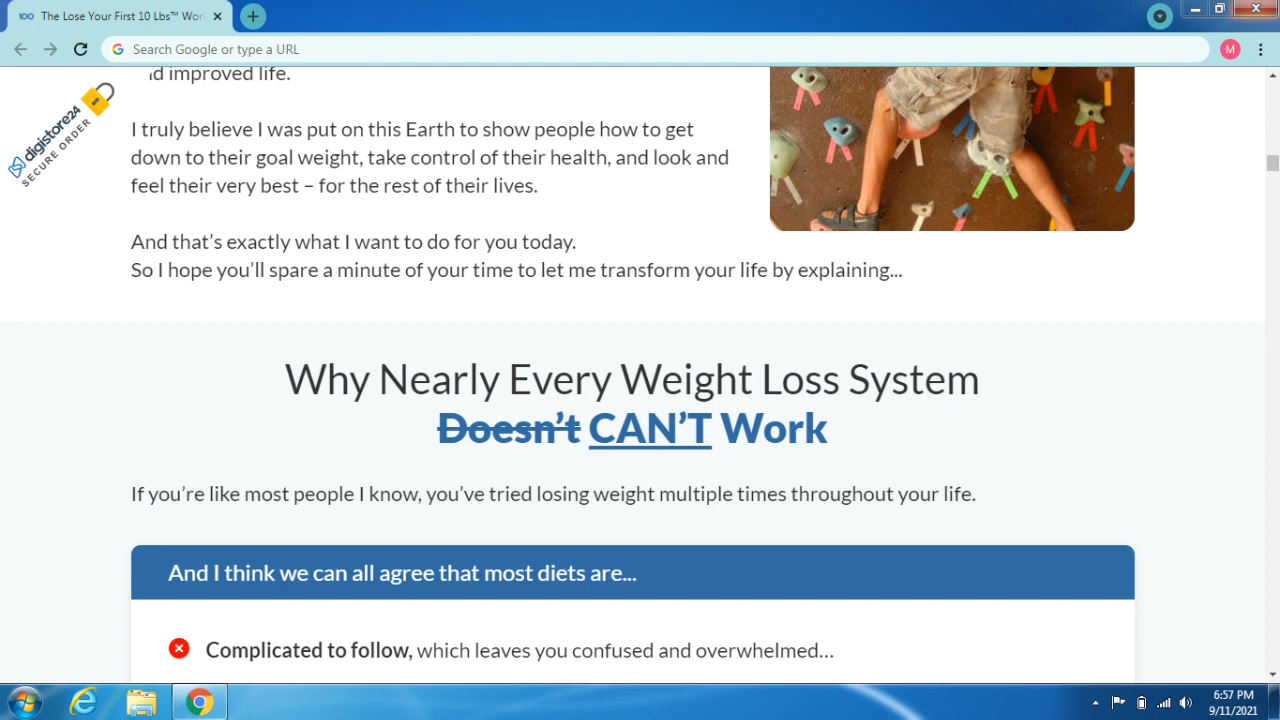 100 The Lose Your First 10 Lbs™ Wor
Search Google or type a URL
M
d improved life.
digistore24
SECURE ORDER
I truly believe I was put on this Earth to show people how to get
down to their goal weight, take control of their health, and look and
feel their very best – for the rest of their lives.
And that’s exactly what I want to do for you today.
So I hope you’ll spare a minute of your time to let me transform your life by explaining...
Why Nearly Every Weight Loss System
Doesn’t CAN’T Work
If you’re like most people I know, you’ve tried losing weight multiple times throughout your life.
And I think we can all agree that most diets are...
Complicated to follow, which leaves you confused and overwhelmed…
6:57 PM
9/11/2021